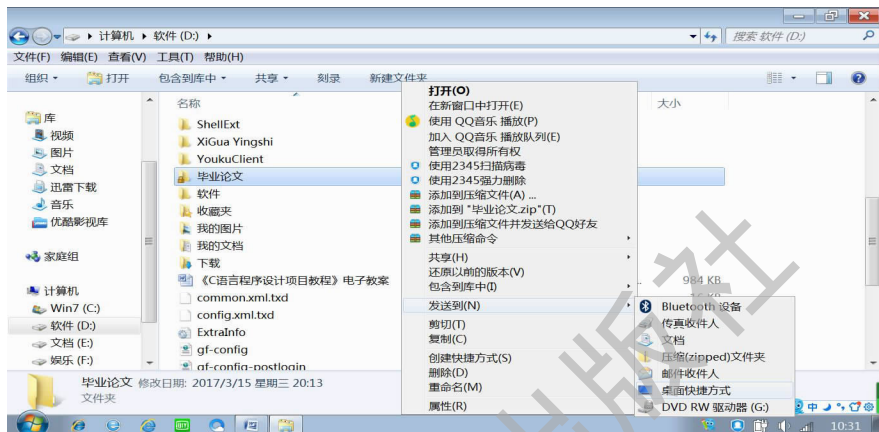 计算机 ▸ 软件 (D:) ▸
搜索 软件 (D:)
文件(F) 编辑(E) 查看(V) 工具(T) 帮助(H)
组织 打开 包含到库中 共享 刻录 新建文件夹
库
视频
图片
文档
迅雷下载
音乐
优酷影视库
家庭组
计算机
Win7 (C:)
软件 (D:)
文档 (E:)
娱乐 (F:)
名称
大小
ShellExt
XiGua Yingshi
YoukuClient
毕业论文
软件
收藏夹
我的图片
我的文档
下载
《C语言程序设计项目教程》电子教案
984 KB
common.xml.txd
config.xml.txd
ExtraInfo
gf-config
gf-config-postlogin
打开(O)
在新窗口中打开(E)
使用 QQ音乐 播放(P)
加入 QQ音乐 播放队列(E)
管理员取得所有权
使用2345扫描病毒
使用2345强力删除
添加到压缩文件(A) ...
添加到 "毕业论文.zip"(T)
添加到压缩文件并发送给QQ好友
其他压缩命令
共享(H)
还原以前的版本(V)
包含到库中(I)
发送到(N)
剪切(T)
复制(C)
创建快捷方式(S)
删除(D)
重命名(M)
属性(R)
Bluetooth 设备
传真收件人
文档
压缩(zipped)文件夹
邮件收件人
桌面快捷方式
DVD RW 驱动器 (G:)
毕业论文 修改日期: 2017/3/15 星期三 20:13
文件夹
中
10:31
出版社